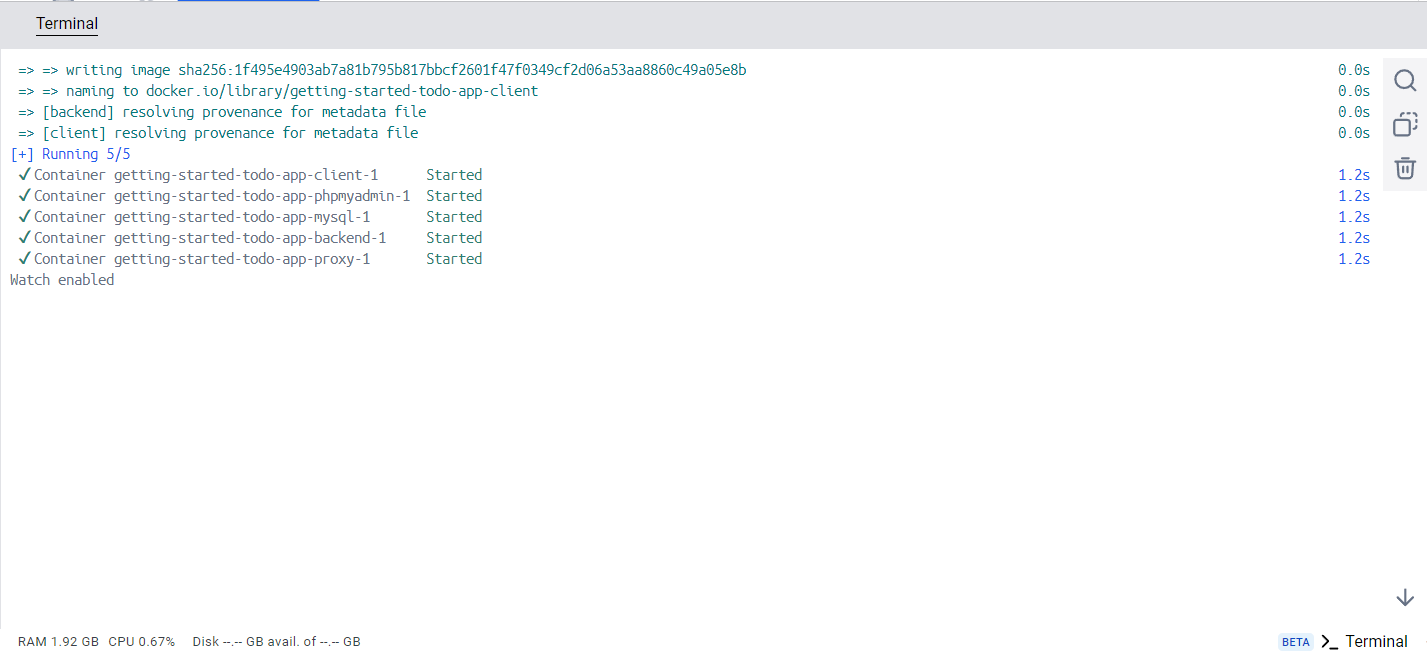 Terminal
=> => writing image sha256:1f495e4903ab7a81b795b817bbcf2601f47f0349cf2d06a53aa8860c49a05e8b 0.0s
=> => naming to docker.io/library/getting-started-todo-app-client 0.0s
=> [backend] resolving provenance for metadata file 0.0s
=> [client] resolving provenance for metadata file 0.0s
[+] Running 5/5
✓ Container getting-started-todo-app-client-1 Started 1.2s
✓ Container getting-started-todo-app-phpmyadmin-1 Started 1.2s
✓ Container getting-started-todo-app-mysql-1 Started 1.2s
✓ Container getting-started-todo-app-backend-1 Started 1.2s
✓ Container getting-started-todo-app-proxy-1 Started 1.2s
Watch enabled
RAM 1.92 GB CPU 0.67% Disk --.-- GB avail. of --.-- GB BETA >_ Terminal